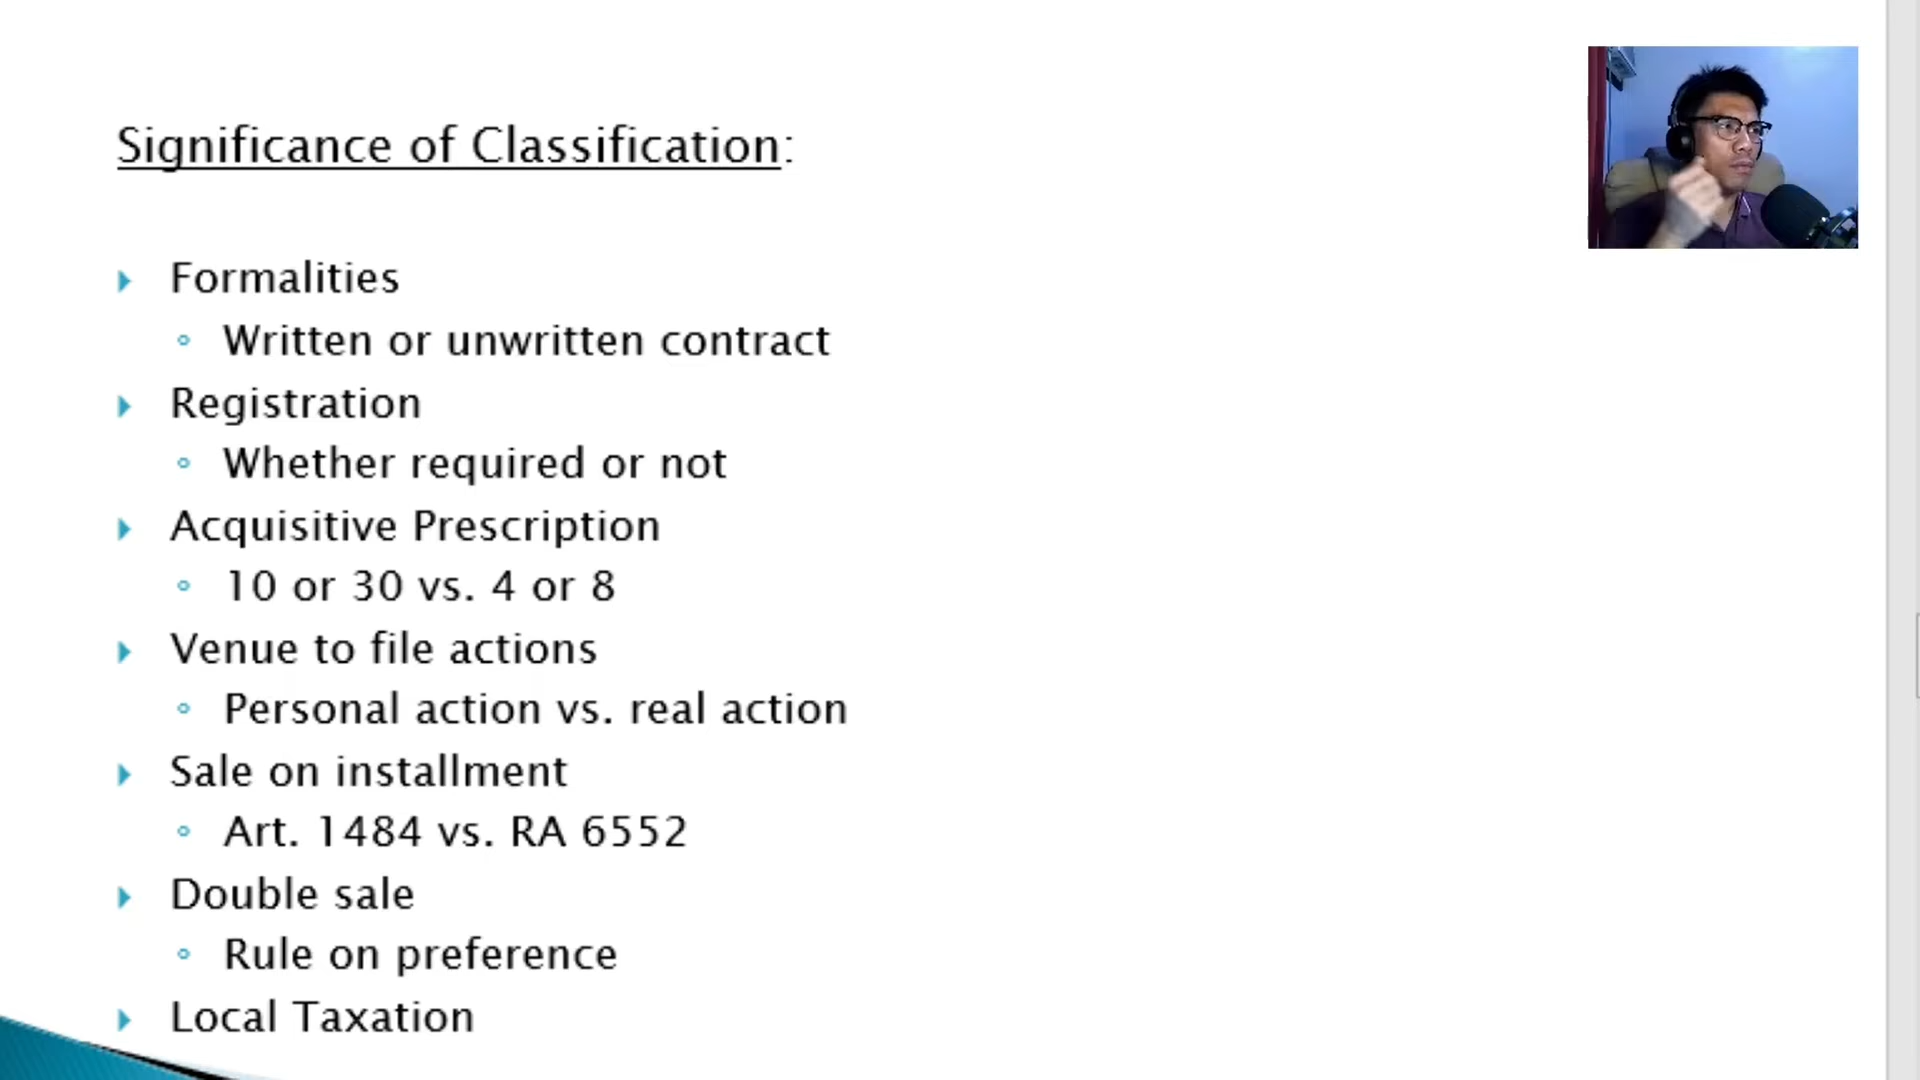 Significance of Classification:
Formalities
Written or unwritten contract
Registration
Whether required or not
Acquisitive Prescription
10 or 30 vs. 4 or 8
Venue to file actions
Personal action vs. real action
Sale on installment
Art. 1484 vs. RA 6552
Double sale
Rule on preference
Local Taxation